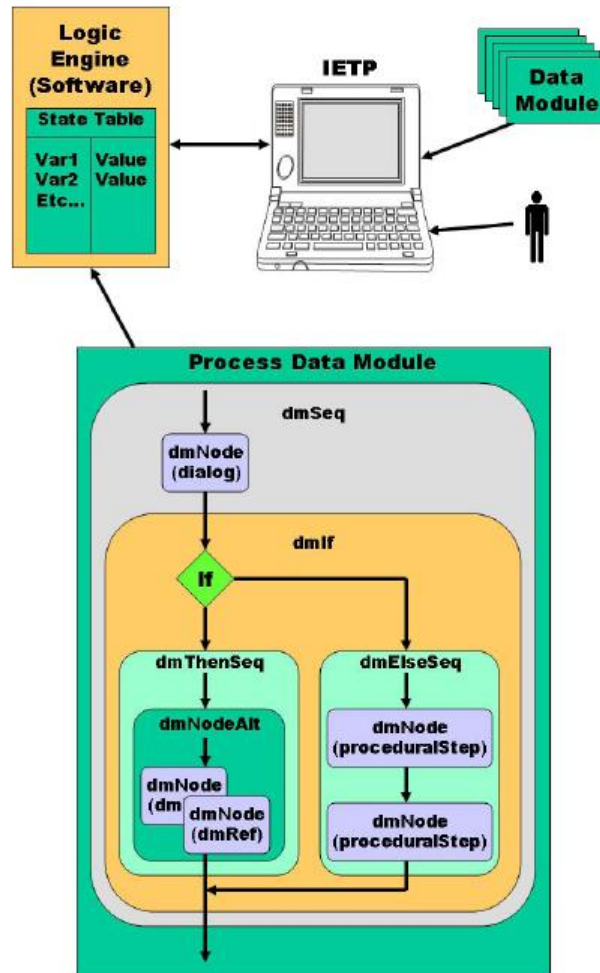 Logic
Engine
(Software)
State Table
Var1 Value
Var2 Value
Etc...
IETP
Data
Module
Process Data Module
dmSeq
dmNode
(dialog)
dmIf
If
dmThenSeq
dmNodeAlt
dmNode
(dm
dmNode
(dmRef)
dmElseSeq
dmNode
(proceduralStep)
dmNode
(proceduralStep)